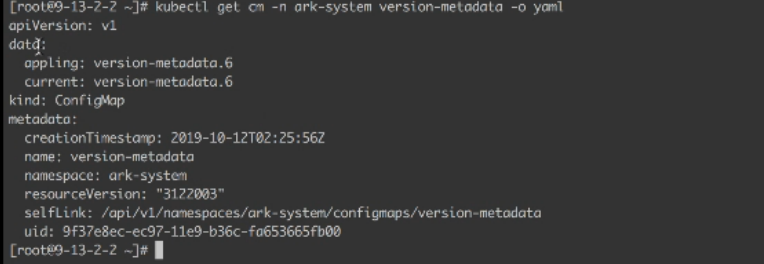 [root@9-13-2-2 ~]# kubectl get cm -n ark-system version-metadata -o yaml
apiVersion: v1
data:
  appling: version-metadata.6
  current: version-metadata.6
kind: ConfigMap
metadata:
  creationTimestamp: 2019-10-12T02:25:56Z
  name: version-metadata
  namespace: ark-system
  resourceVersion: "3122003"
  selfLink: /api/v1/namespaces/ark-system/configmaps/version-metadata
  uid: 9f37e8ec-ec97-11e9-b36c-fa653665fb00
[root@9-13-2-2 ~]#